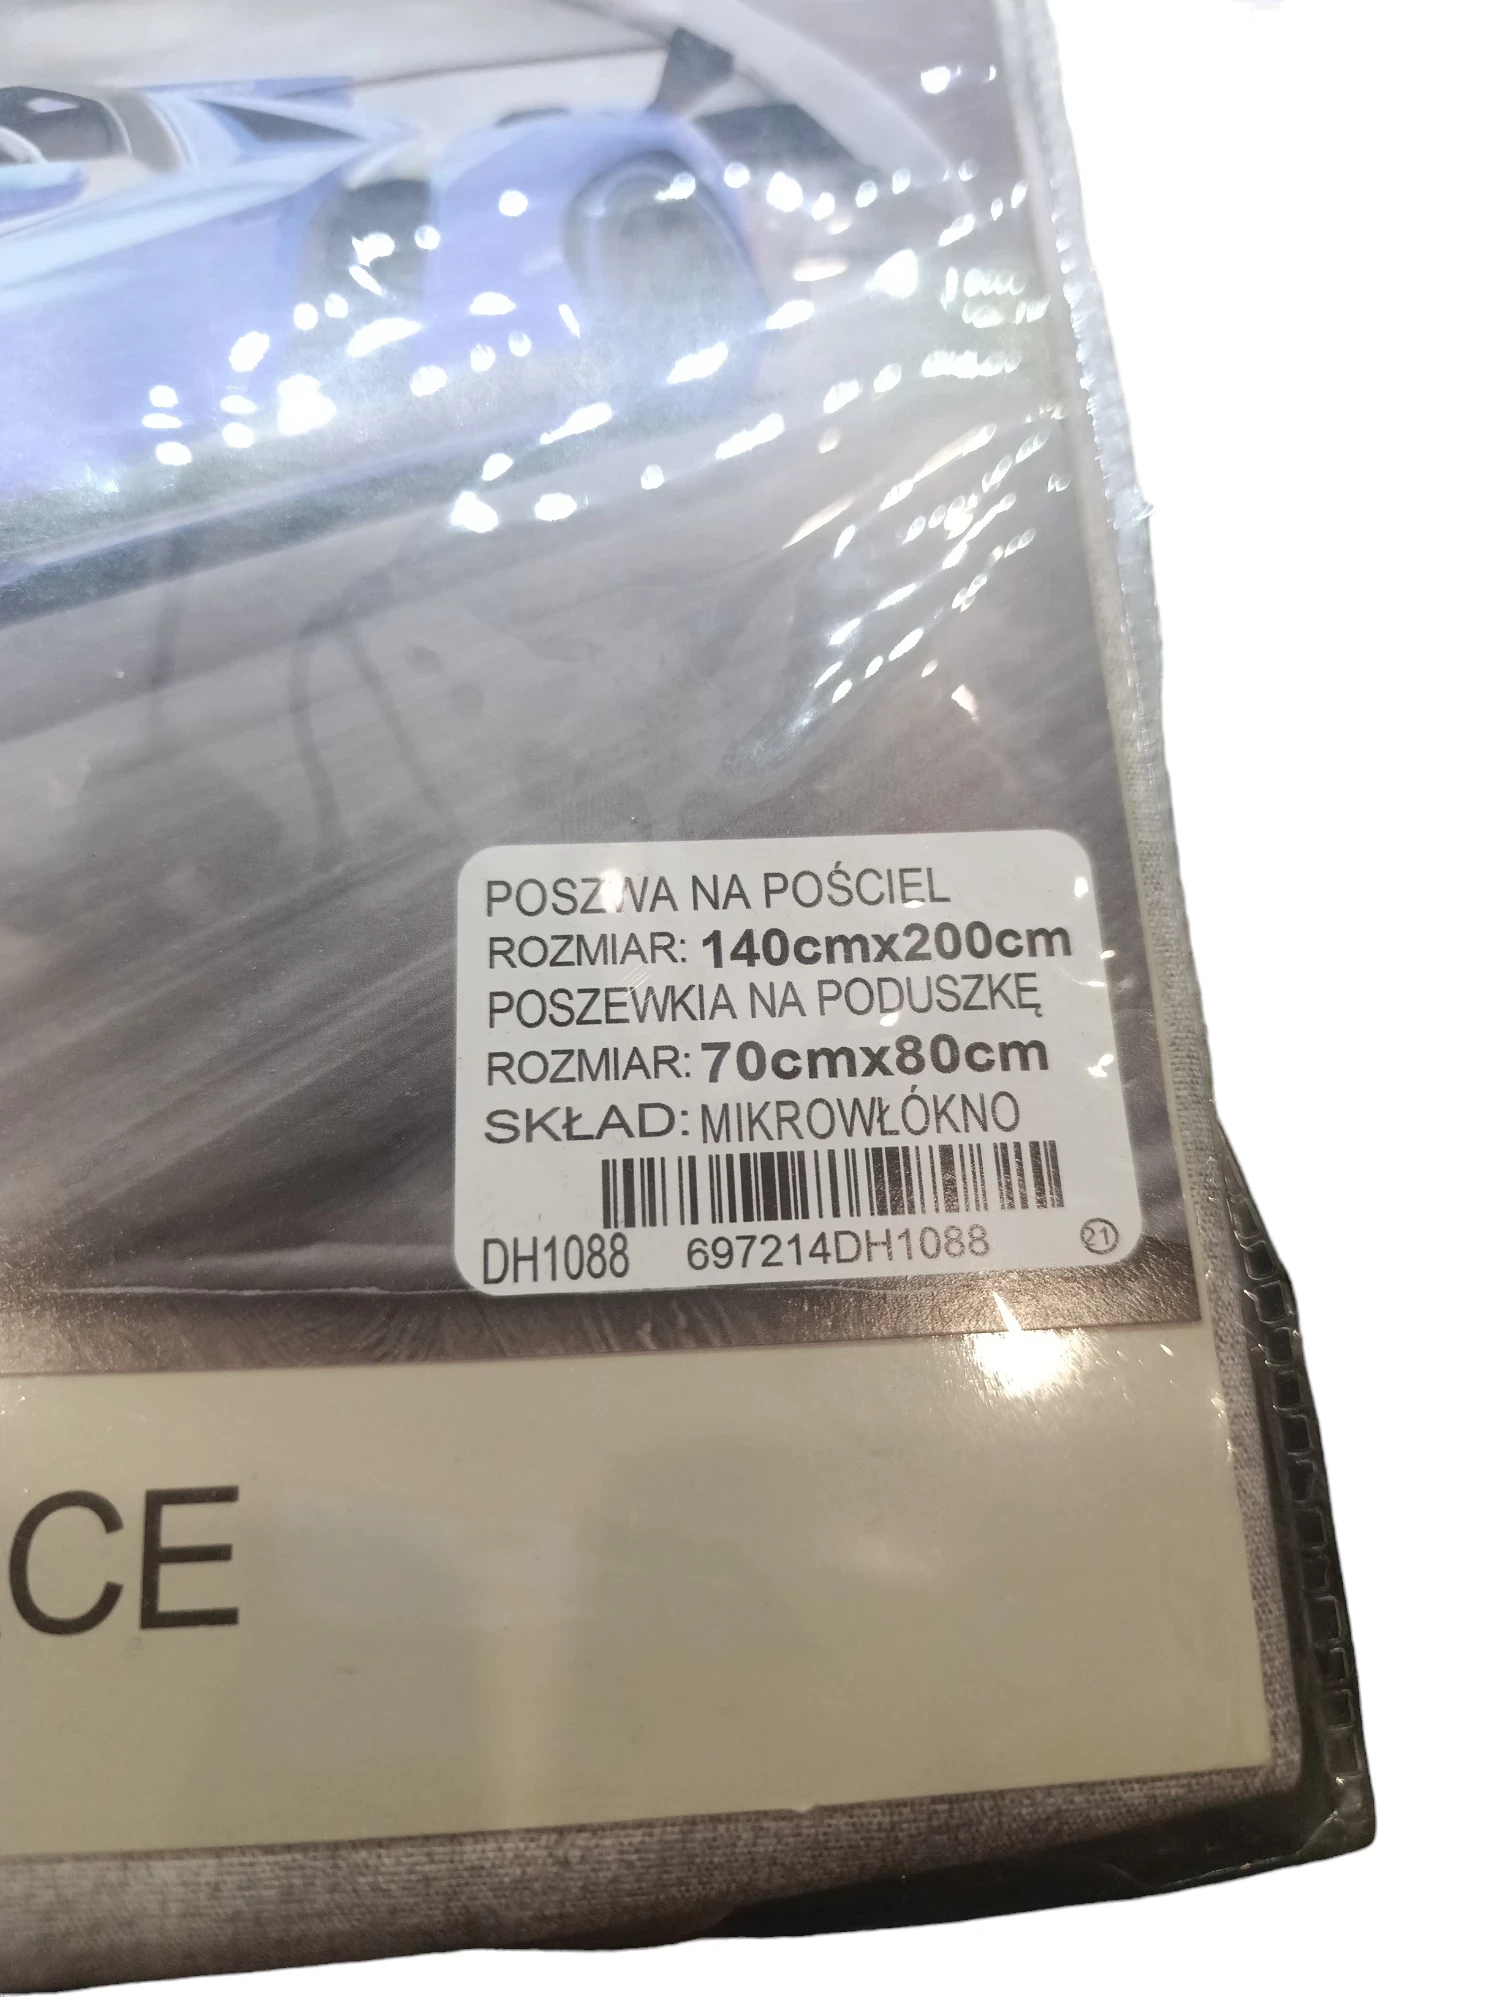 POSZWA NA POŚCIEL
ROZMIAR: 140cmx200cm
POSZEWKIA NA PODUSZKĘ
ROZMIAR: 70cmx80cm
SKŁAD: MIKROWŁÓKNO
DH1088 697214DH1088 21
CE